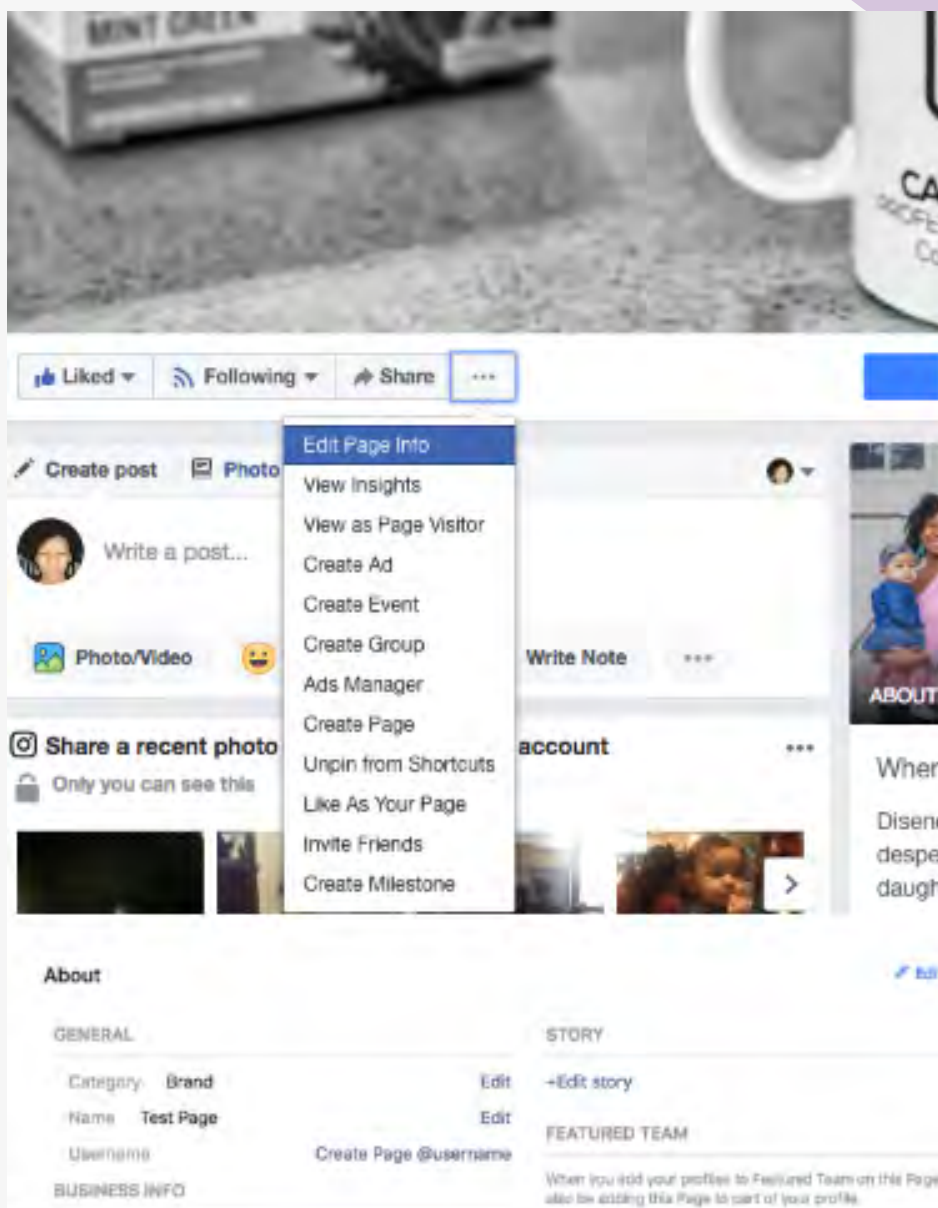 MINT GREEN
CA
Co
Liked
Following
Share
...
Edit Page Info
View Insights
View as Page Visitor
Create Ad
Create Event
Create Group
Ads Manager
Create Page
Unpin from Shortcuts
Like As Your Page
Invite Friends
Create Milestone
Create post
Photo
Write a post...
Photo/Video
Write Note
Share a recent photo
account
Only you can see this
ABOUT
Wher
Disen
despe
daugh
About
Edi
GENERAL
Category Brand Edit
Name Test Page Edit
Username Create Page @username
BUSINESS INFO
STORY
+Edit story
FEATURED TEAM
When you add your profiles to Featured Team on this Page
also be adding this Page to part of your profile.